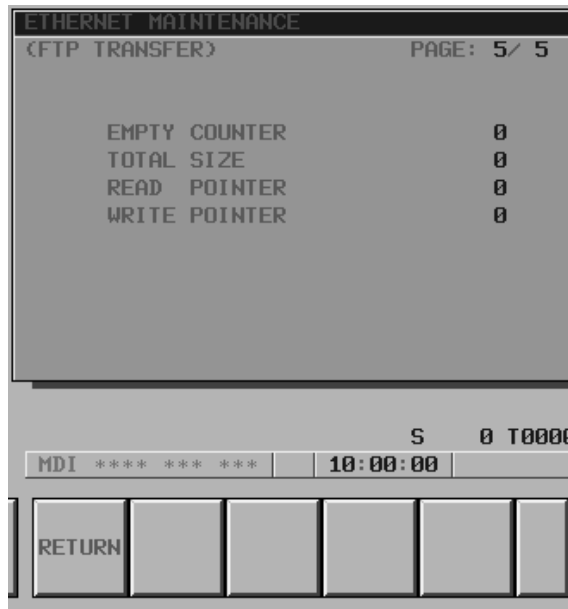 ETHERNET MAINTENANCE
(FTP TRANSFER) PAGE: 5/ 5
EMPTY COUNTER 0
TOTAL SIZE 0
READ POINTER 0
WRITE POINTER 0
S 0 T0000
MDI **** *** *** 10:00:00
RETURN